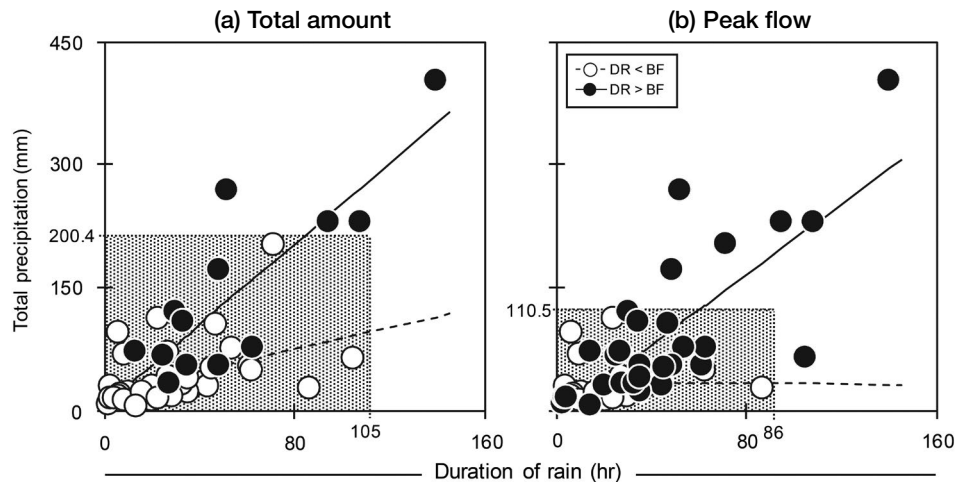 (a) Total amount
(b) Peak flow
450
300
200.4
150
0
Total precipitation (mm)
0
80
105
160
DR < BF
DR > BF
110.5
0
80
86
160
Duration of rain (hr)